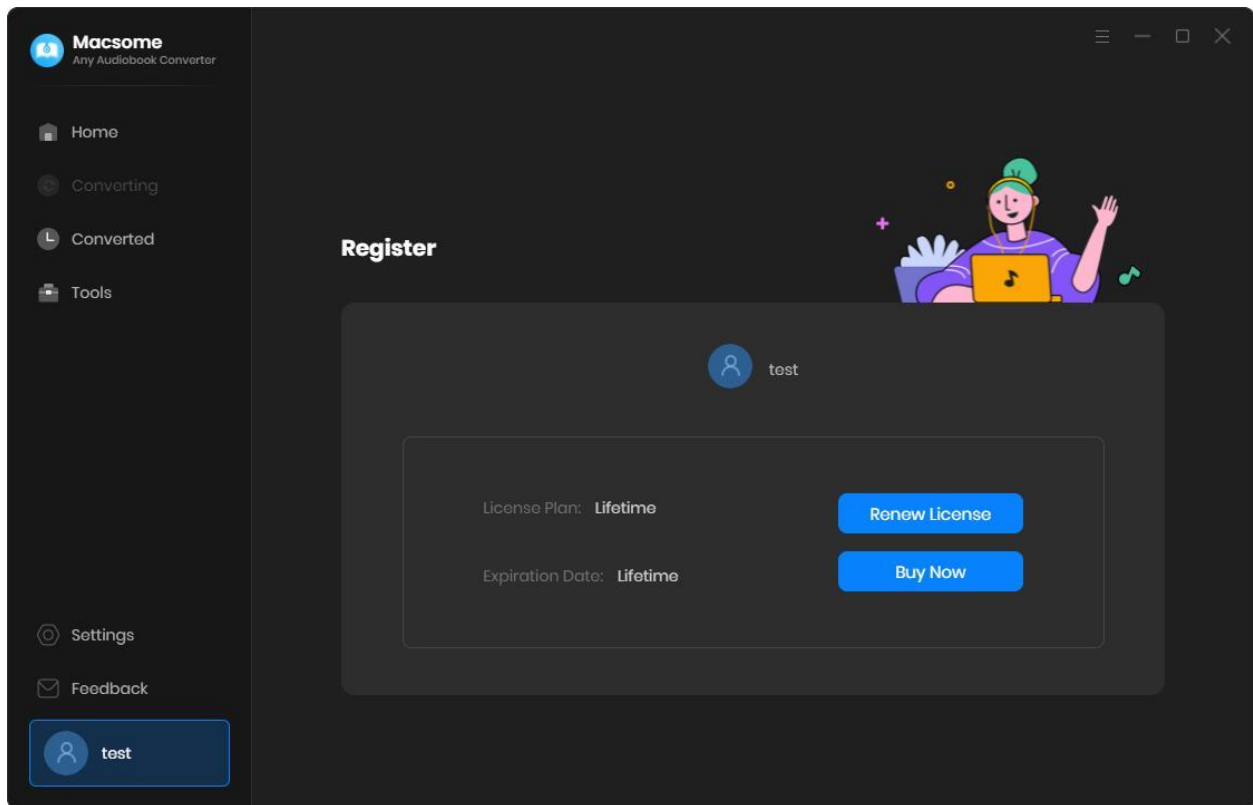 Macsome
Any Audiobook Converter
Home
Converting
Converted
Tools
Settings
Feedback
test
Register
test
License Plan: Lifetime
Renew License
Expiration Date: Lifetime
Buy Now